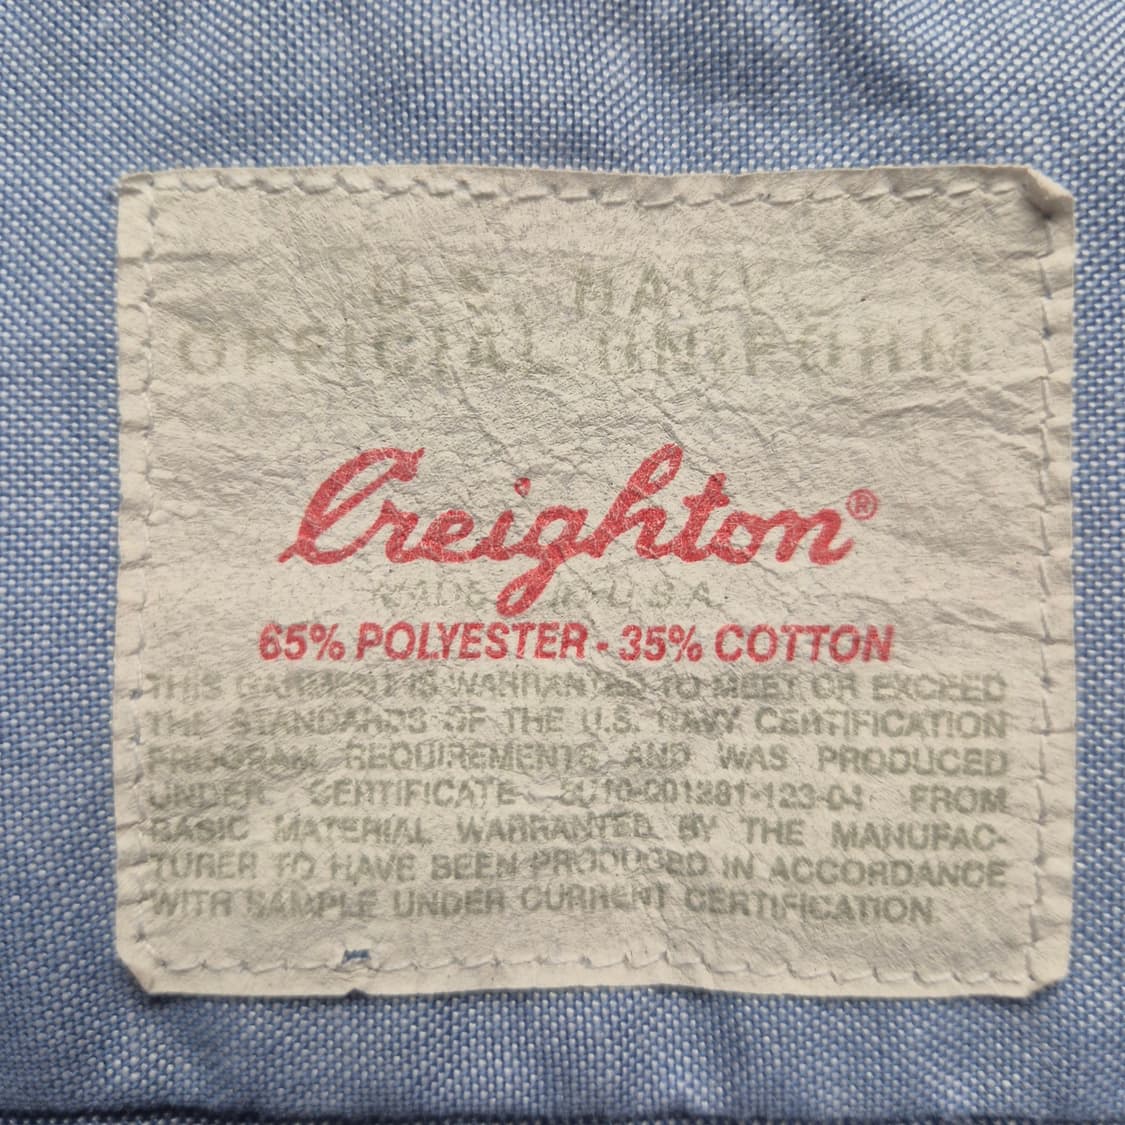 U.S. NAVY
OFFICIAL UNIFORM
Creighton®
MADE IN U.S.A.
65% POLYESTER - 35% COTTON
THIS GARMENT IS WARRANTED TO MEET OR EXCEED
THE STANDARDS OF THE U.S. NAVY CERTIFICATION
PROGRAM REQUIREMENTS AND WAS PRODUCED
UNDER CERTIFICATE FROM
BASIC MATERIAL WARRANTED BY THE MANUFAC-
TURER TO HAVE BEEN PRODUCED IN ACCORDANCE
WITH SAMPLE UNDER CURRENT CERTIFICATION.